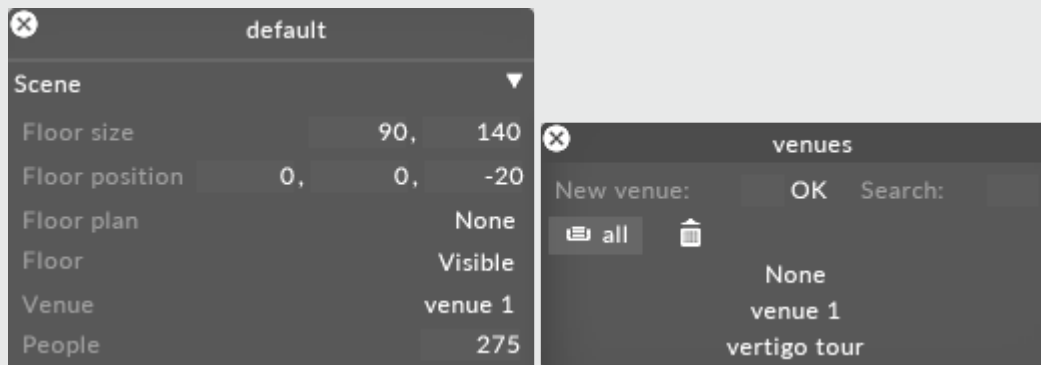 default
Scene
Floor size 90, 140
Floor position 0, 0, -20
Floor plan None
Floor Visible
Venue venue 1
People 275
venues
New venue: OK Search:
all
None
venue 1
vertigo tour